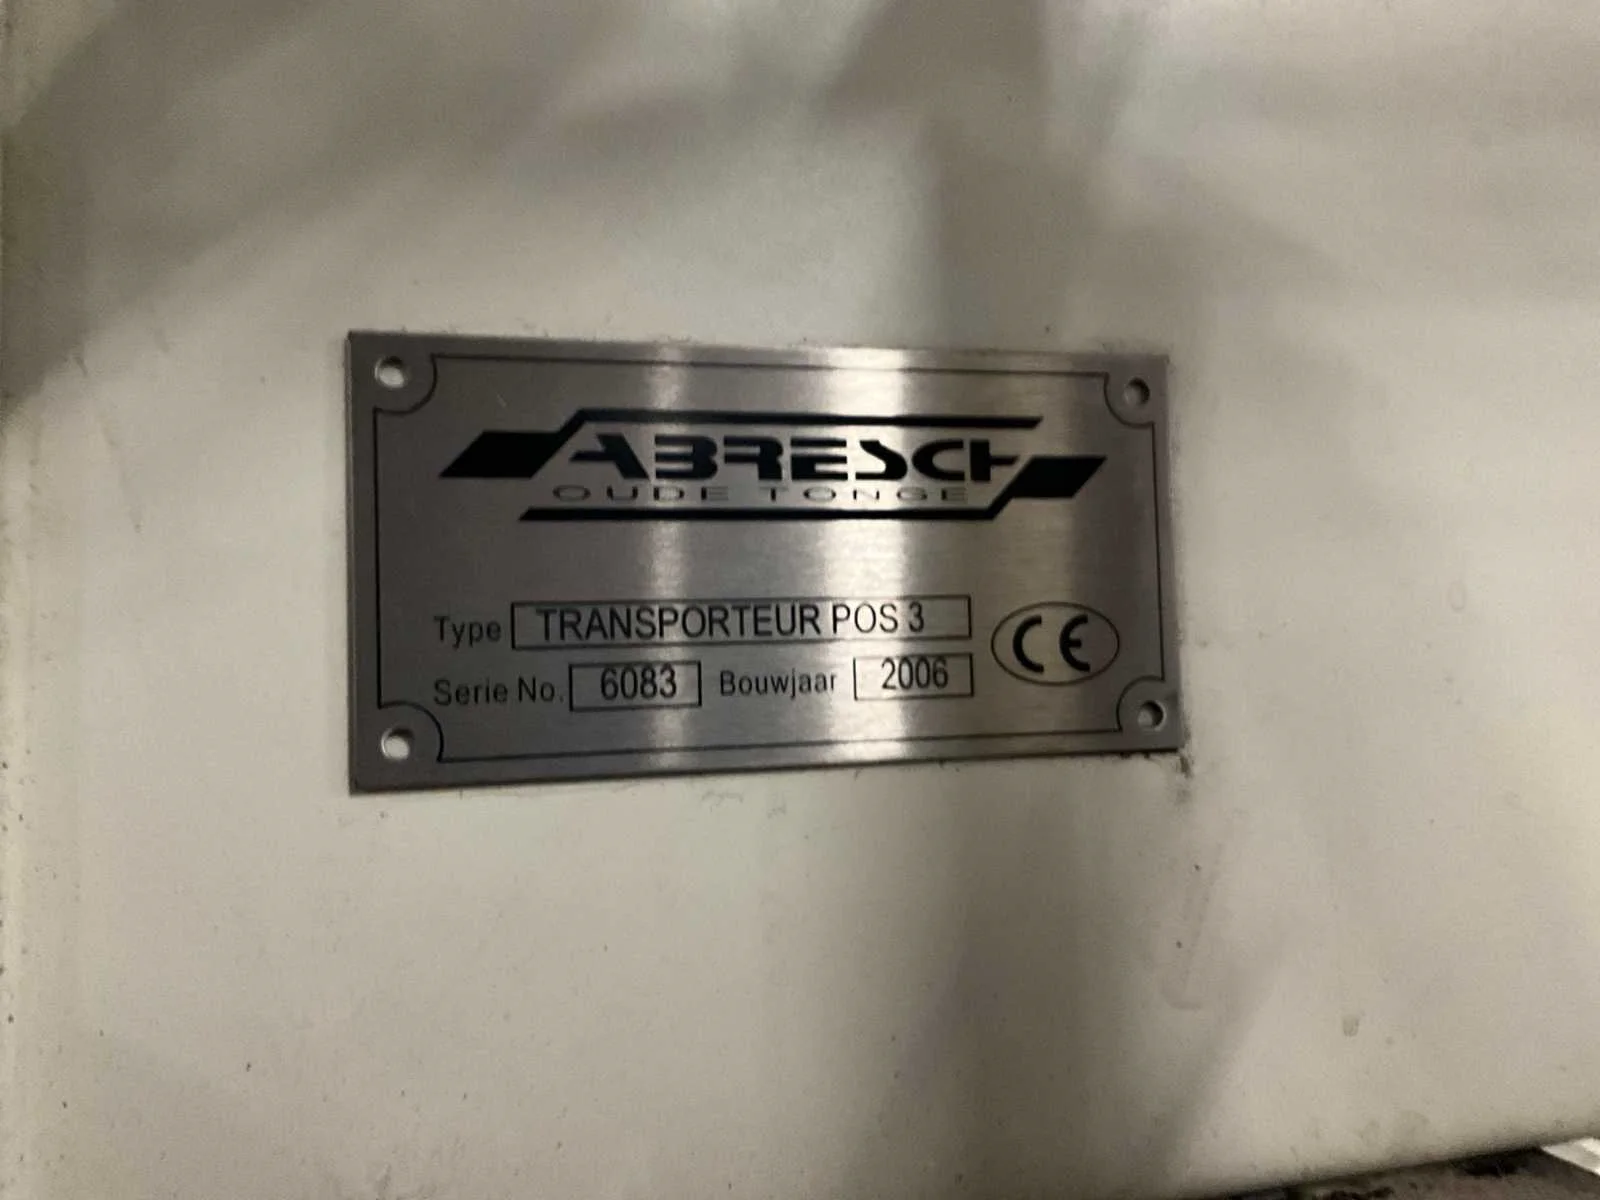 ABRESCH
OUDE TONGE
Type TRANSPORTEUR POS 3
Serie No. 6083 Bouwjaar 2006
CE